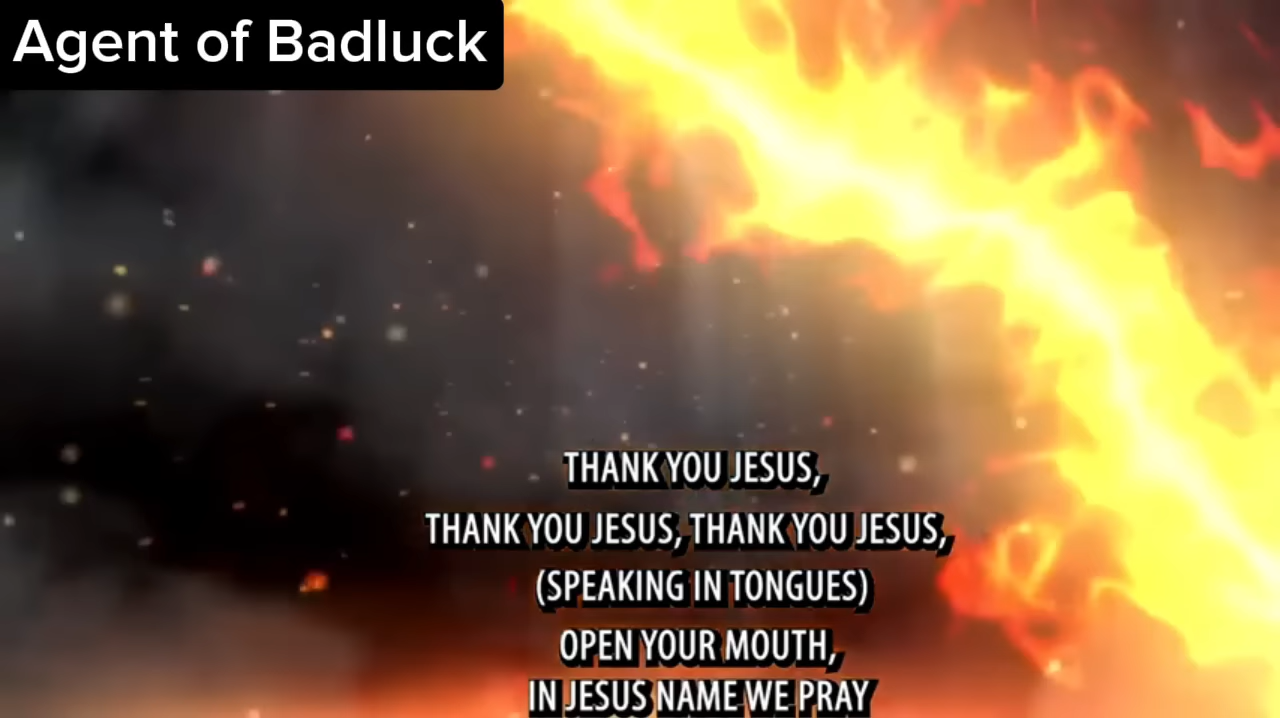 Agent of Badluck
THANK YOU JESUS,
THANK YOU JESUS, THANK YOU JESUS,
(SPEAKING IN TONGUES)
OPEN YOUR MOUTH,
IN JESUS NAME WE PRAY